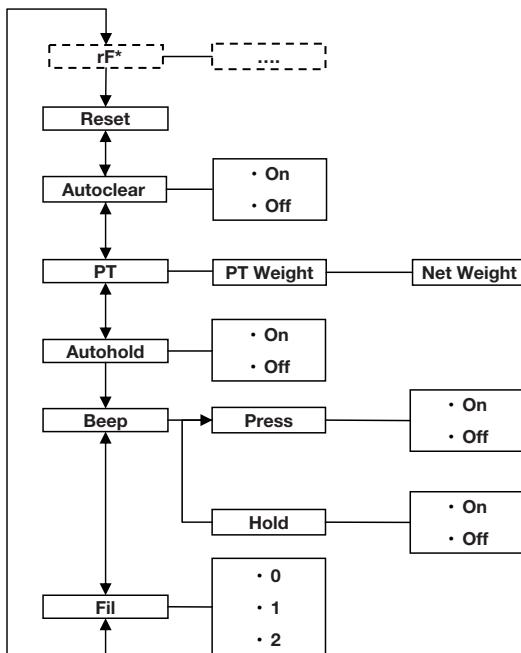 rF*
....
Reset
Autoclear
・ On
・ Off
PT
PT Weight
Net Weight
Autohold
・ On
・ Off
Beep
Press
・ On
・ Off
Hold
・ On
・ Off
Fil
・ 0
・ 1
・ 2